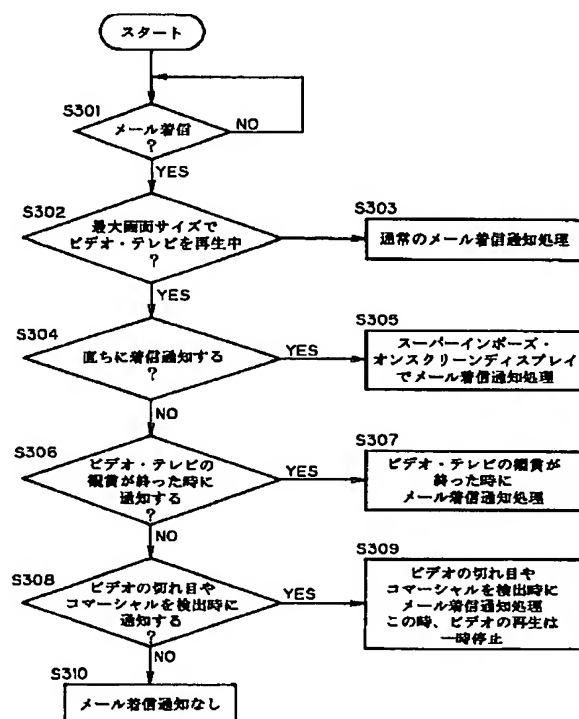 スタート
S301
メール着信
?
NO
YES
S302
最大画面サイズで
ビデオ・テレビを再生中
?
S303
通常のメール着信通知処理
YES
S304
直ちに着信通知する
?
YES
S305
スーパーインポーズ・
オンスクリーンディスプレイ
でメール着信通知処理
NO
S306
ビデオ・テレビの
観賞が終った時に
通知する
?
YES
S307
ビデオ・テレビの観賞が
終った時に
メール着信通知処理
NO
S308
ビデオの切れ目や
コマーシャルを検出時に
通知する
?
YES
S309
ビデオの切れ目や
コマーシャルを検出時に
メール着信通知処理
この時、ビデオの再生は
一時停止
NO
S310
メール着信通知なし